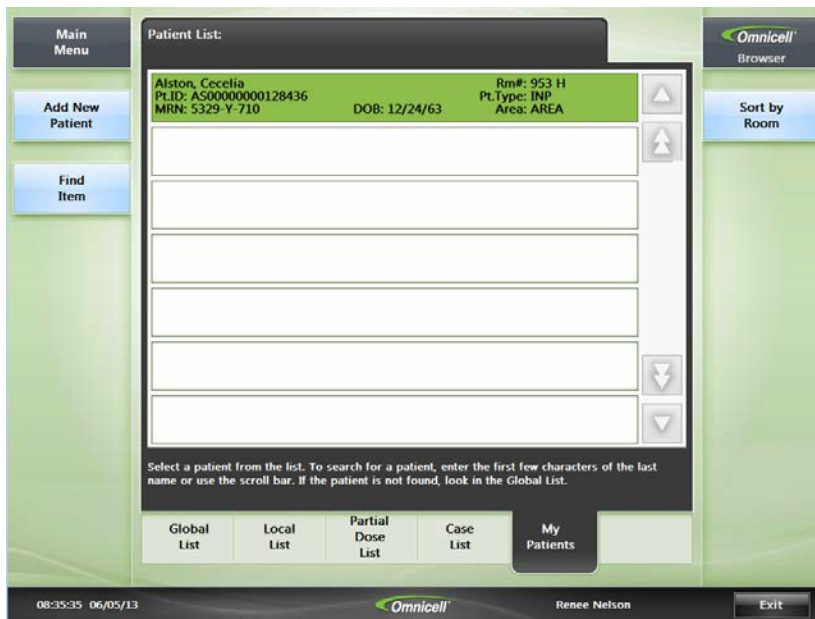 Main
Menu
Patient List:
Omnicell
Browser
Add New
Patient
Find
Item
Alston, Cecelia Rm#: 953 H
Pt.ID: AS00000000128436 Pt.Type: INP
MRN: 5329-Y-710 DOB: 12/24/63 Area: AREA
Sort by
Room
Select a patient from the list. To search for a patient, enter the first few characters of the last
name or use the scroll bar. If the patient is not found, look in the Global List.
Global
List
Local
List
Partial
Dose
List
Case
List
My
Patients
08:35:35 06/05/13 Omnicell Renee Nelson Exit